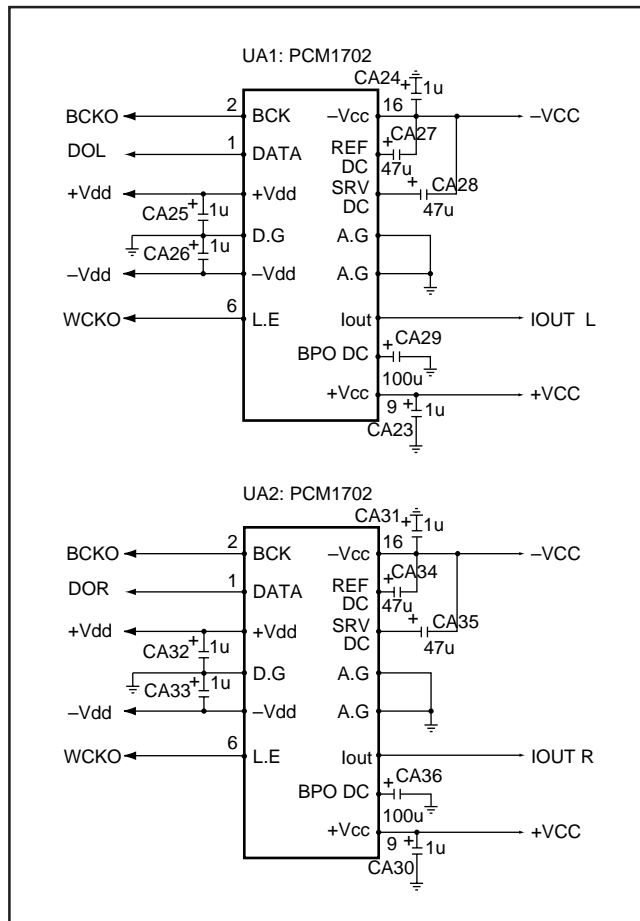 UA1: PCM1702
CA24 + 1u
BCKO 2 BCK –Vcc 16 –VCC
DOL 1 DATA REF DC + CA27 47u
+Vdd +Vdd SRV DC + CA28 47u
CA25 + 1u
D.G A.G
CA26 + 1u
–Vdd –Vdd A.G
WCKO 6 L.E Iout IOUT L
BPO DC + CA29 100u
+Vcc 9 +VCC
CA23 + 1u
UA2: PCM1702
CA31 + 1u
BCKO 2 BCK –Vcc 16 –VCC
DOR 1 DATA REF DC + CA34 47u
+Vdd +Vdd SRV DC + CA35 47u
CA32 + 1u
D.G A.G
CA33 + 1u
–Vdd –Vdd A.G
WCKO 6 L.E Iout IOUT R
BPO DC + CA36 100u
+Vcc 9 +VCC
CA30 + 1u